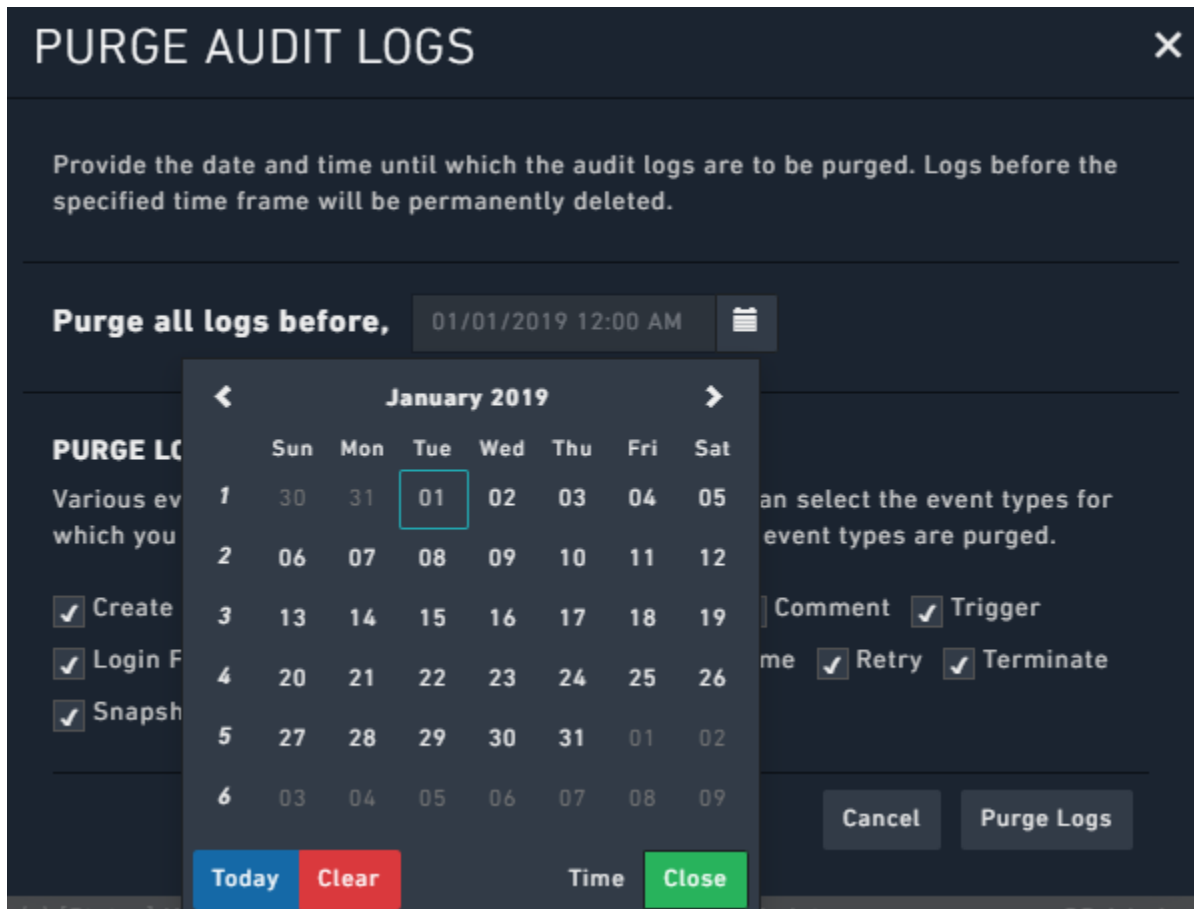 PURGE AUDIT LOGS
Provide the date and time until which the audit logs are to be purged. Logs before the
specified time frame will be permanently deleted.
Purge all logs before, 01/01/2019 12:00 AM
January 2019
Sun Mon Tue Wed Thu Fri Sat
PURGE
Various an select the event types for
1 30 31 01 02 03 04 05
which you event types are purged.
2 06 07 08 09 10 11 12
Create Comment Trigger
3 13 14 15 16 17 18 19
Login me Retry Terminate
4 20 21 22 23 24 25 26
Snapsh
5 27 28 29 30 31 01 02
6 03 04 05 06 07 08 09
Cancel Purge Logs
Today Clear Time Close